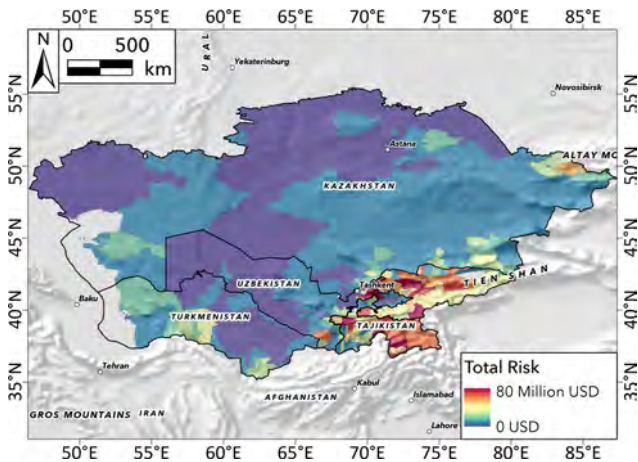 50°E 55°E 60°E 65°E 70°E 75°E 80°E 85°E
N
0 500
km
URAL
Yekaterinburg
Novosibirsk
55°N
55°N
Astana
ALTAY MO
50°N
50°N
KAZAKHSTAN
45°N
45°N
UZBEKISTAN
Tashkent
TIEN SHAN
Baku
40°N
40°N
TURKMENISTAN
TAJIKISTAN
Tehran
35°N
35°N
Kabul
AFGHANISTAN
Islamabad
GROS MOUNTAINS IRAN
Lahore
Total Risk
80 Million USD
0 USD
50°E 55°E 60°E 65°E 70°E 75°E 80°E 85°E